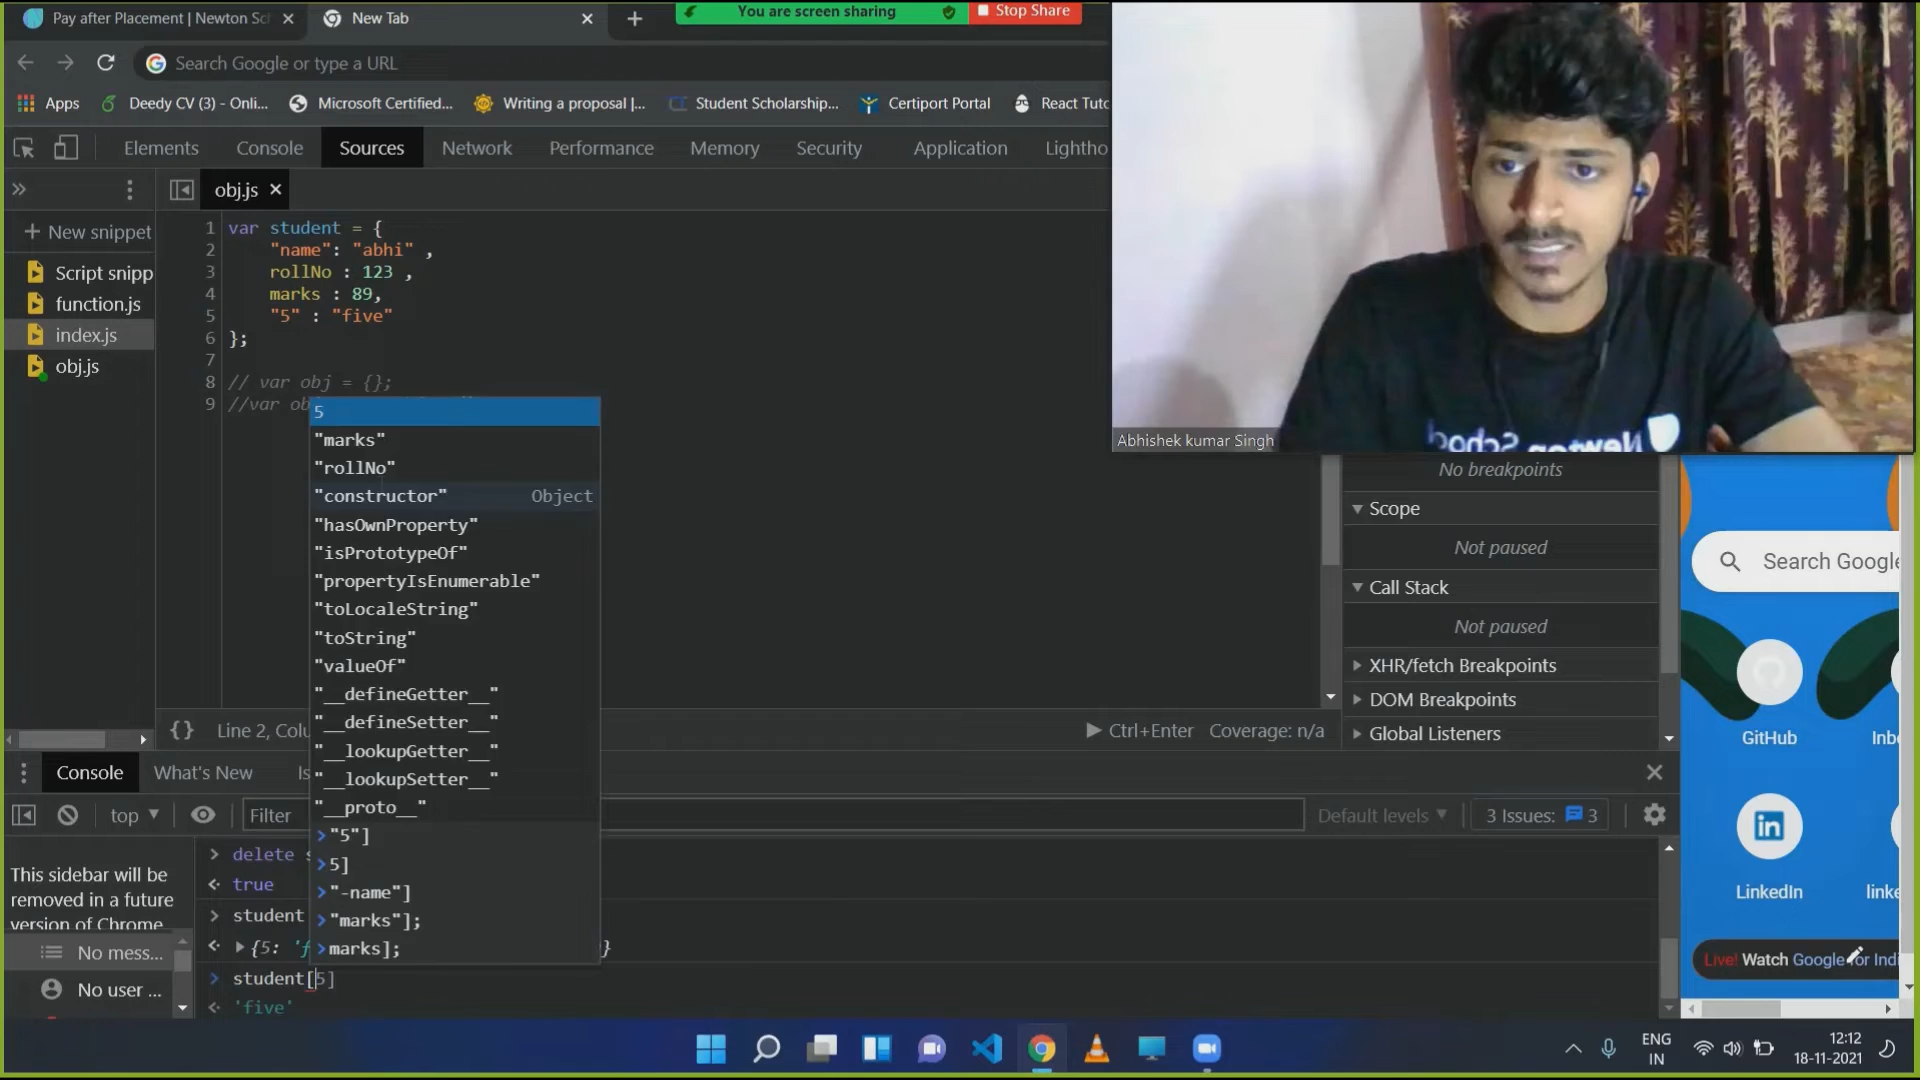 Pay after Placement | Newton Sch
New Tab
You are screen sharing
Stop Share
Search Google or type a URL
Apps
Deedy CV (3) - Onli...
Microsoft Certified...
Writing a proposal |...
Student Scholarship...
Certiport Portal
React Tuto
Elements
Console
Sources
Network
Performance
Memory
Security
Application
Lightho
obj.js
New snippet
Script snipp
function.js
index.js
obj.js
1 var student = {
2 "name": "abhi" ,
3 rollNo : 123 ,
4 marks : 89,
5 "5" : "five"
6 };
7
8 // var obj = {};
9 //var ob
5
"marks"
"rollNo"
"constructor" Object
"hasOwnProperty"
"isPrototypeOf"
"propertyIsEnumerable"
"toLocaleString"
"toString"
"valueOf"
"__defineGetter__"
"__defineSetter__"
"__lookupGetter__"
"__lookupSetter__"
"__proto__"
>"5"]
>5]
>"-name"]
>"marks"];
>marks];
Abhishek kumar Singh
Newton School
No breakpoints
Scope
Not paused
Call Stack
Not paused
XHR/fetch Breakpoints
DOM Breakpoints
Global Listeners
{} Line 2, Colu
Ctrl+Enter
Coverage: n/a
Search Google
GitHub
Inbo
LinkedIn
linke
Live! Watch Google for Indi
Console
What's New
Is
top
Filter
Default levels
3 Issues: 3
This sidebar will be
removed in a future
version of Chrome
No mess...
No user ...
> delete s
true
> student
{5: 'f
}
> student[5]
'five'
ENG
IN
12:12
18-11-2021